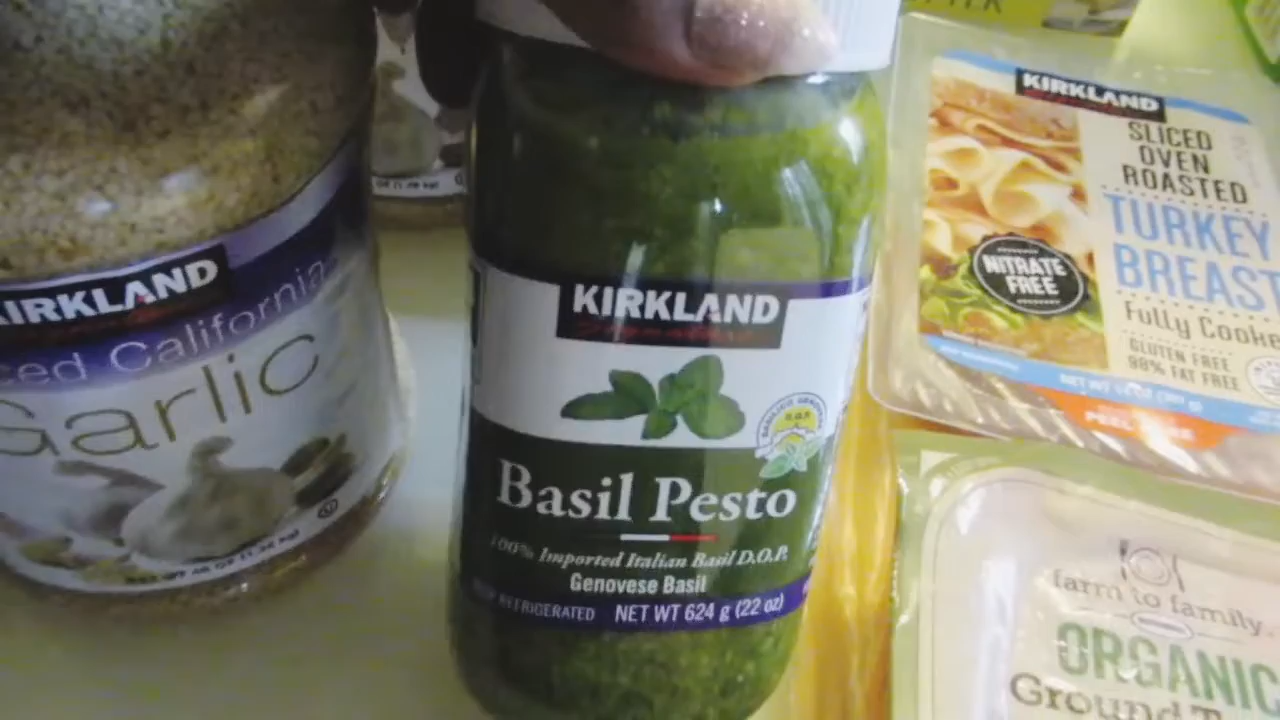 KIRKLAND
ced California
Garlic
KIRKLAND
Signature
Basil Pesto
100% Imported Italian Basil D.O.P.
Genovese Basil
REFRIGERATED NET WT 624 g (22 oz)
KIRKLAND
SLICED
OVEN
ROASTED
TURKEY
BREAST
NITRATE
FREE
Fully Cooke
GLUTEN FREE
98% FAT FREE
farm to family
ORGANIC
Ground T